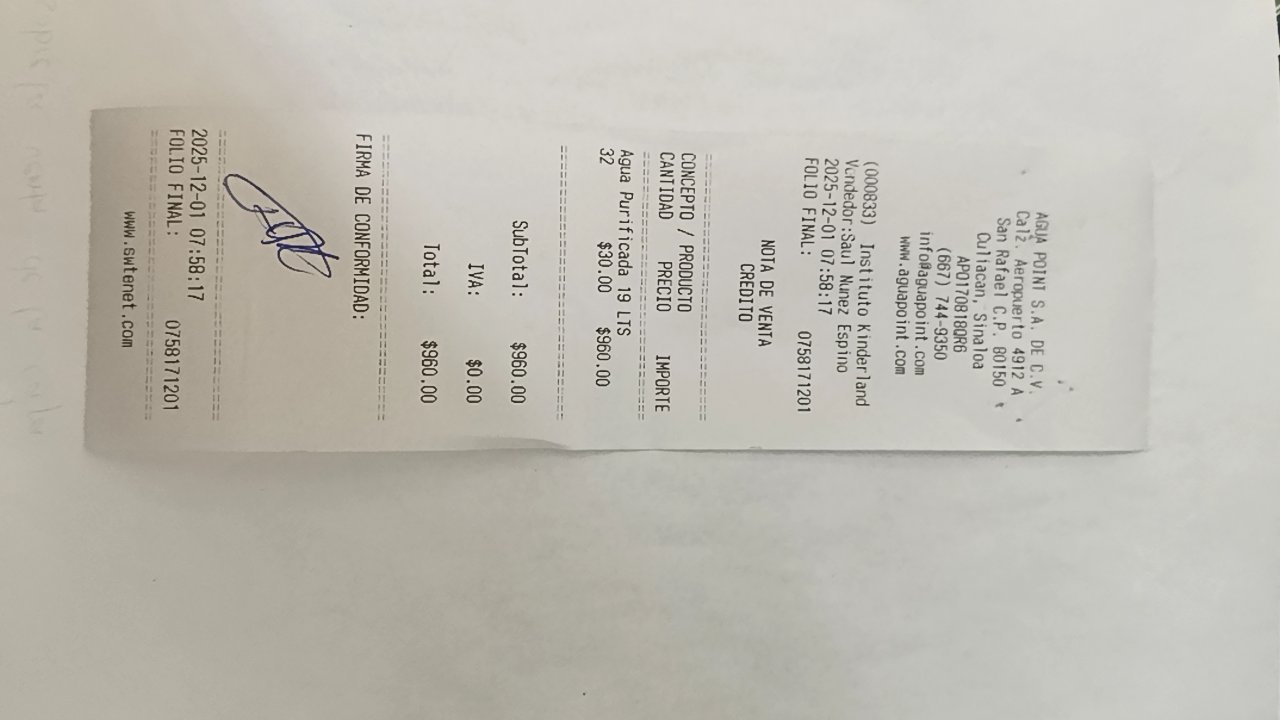 AGUA POINT S.A. DE C.V.
Calz. Aeropuerto 4912 A
San Rafael C.P. 80150
Culiacan, Sinaloa
APO170818QR6
(667) 744-9350
info@aguapoint.com
www.aguapoint.com
(000833) Instituto Kinderland
Vendedor:Saul Nunez Espino
2025-12-01 07:58:17
FOLIO FINAL: 0758171201
NOTA DE VENTA
CREDITO
CONCEPTO / PRODUCTO
CANTIDAD PRECIO IMPORTE
Agua Purificada 19 LTS
32 $30.00 $960.00
SubTotal: $960.00
IVA: $0.00
Total: $960.00
FIRMA DE CONFORMIDAD:
2025-12-01 07:58:17
FOLIO FINAL: 0758171201
www.swtenet.com